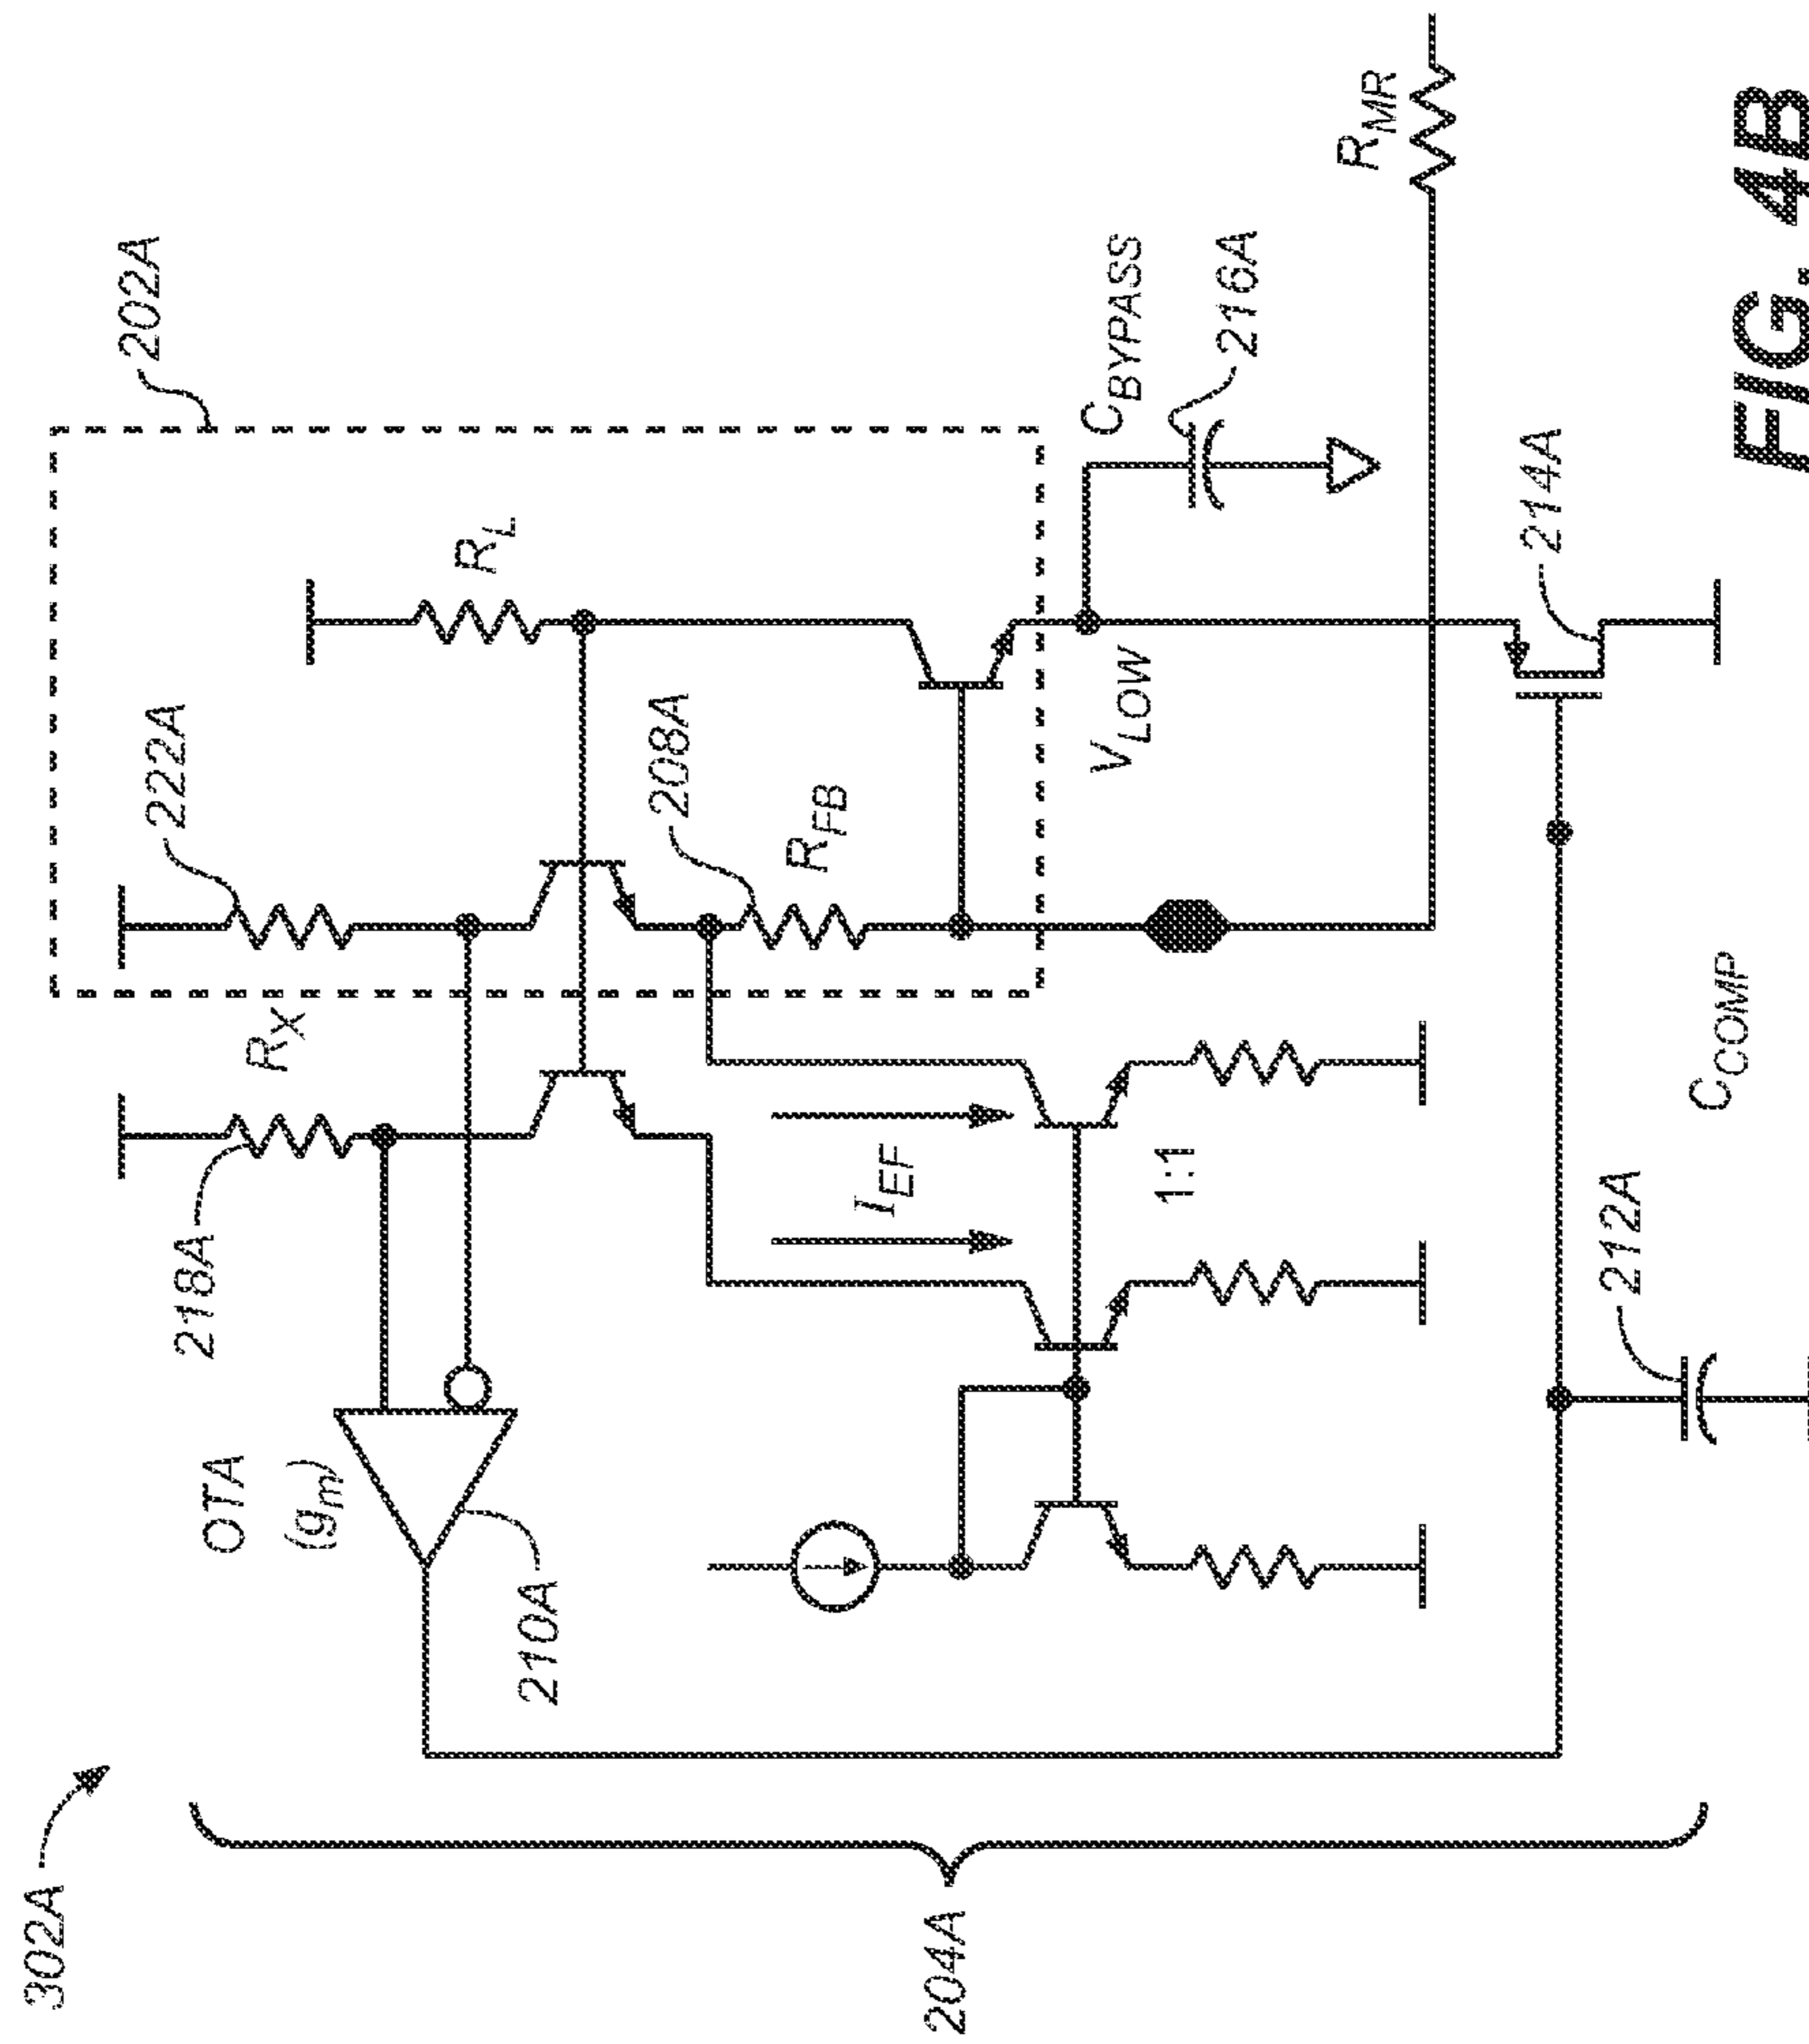 302A
204A
202A
222A
218A
R_X
R_L
208A
R_FB
OTA
(g_m)
210A
I_EF
1:1
V_LOW
C_BYPASS
216A
R_MR
214A
212A
C_COMP
FIG. 4B